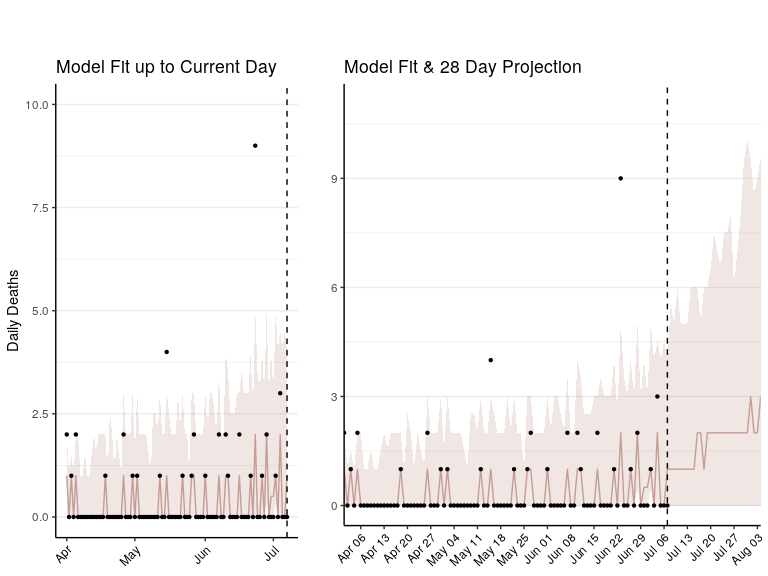 Model Fit up to Current Day
Model Fit & 28 Day Projection
Daily Deaths
10.0
7.5
5.0
2.5
0.0
Apr
May
Jun
Jul
9
6
3
0
Apr 06
Apr 13
Apr 20
Apr 27
May 04
May 11
May 18
May 25
Jun 01
Jun 08
Jun 15
Jun 22
Jun 29
Jul 06
Jul 13
Jul 20
Jul 27
Aug 03